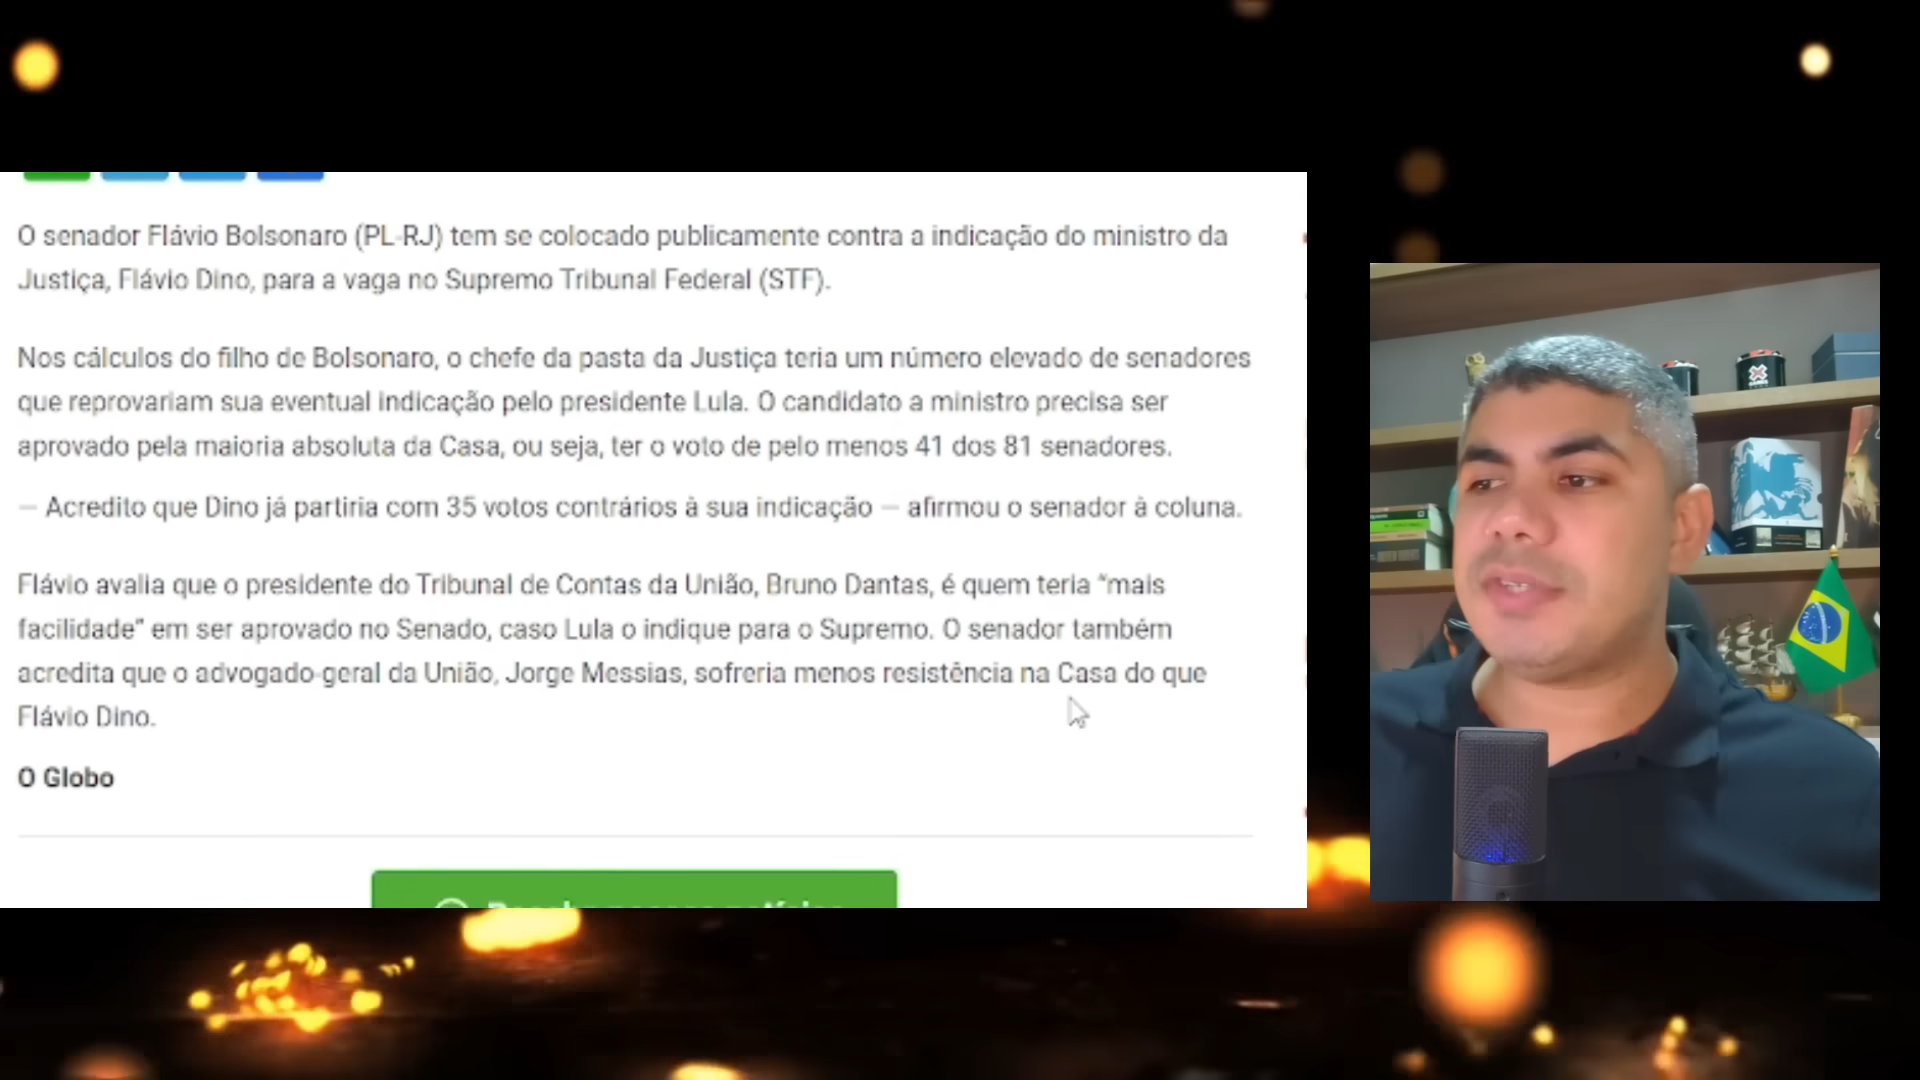 O senador Flávio Bolsonaro (PL-RJ) tem se colocado publicamente contra a indicação do ministro da
Justiça, Flávio Dino, para a vaga no Supremo Tribunal Federal (STF).
Nos cálculos do filho de Bolsonaro, o chefe da pasta da Justiça teria um número elevado de senadores
que reprovariam sua eventual indicação pelo presidente Lula. O candidato a ministro precisa ser
aprovado pela maioria absoluta da Casa, ou seja, ter o voto de pelo menos 41 dos 81 senadores.
— Acredito que Dino já partiria com 35 votos contrários à sua indicação — afirmou o senador à coluna.
Flávio avalia que o presidente do Tribunal de Contas da União, Bruno Dantas, é quem teria “mais
facilidade” em ser aprovado no Senado, caso Lula o indique para o Supremo. O senador também
acredita que o advogado-geral da União, Jorge Messias, sofreria menos resistência na Casa do que
Flávio Dino.
O Globo